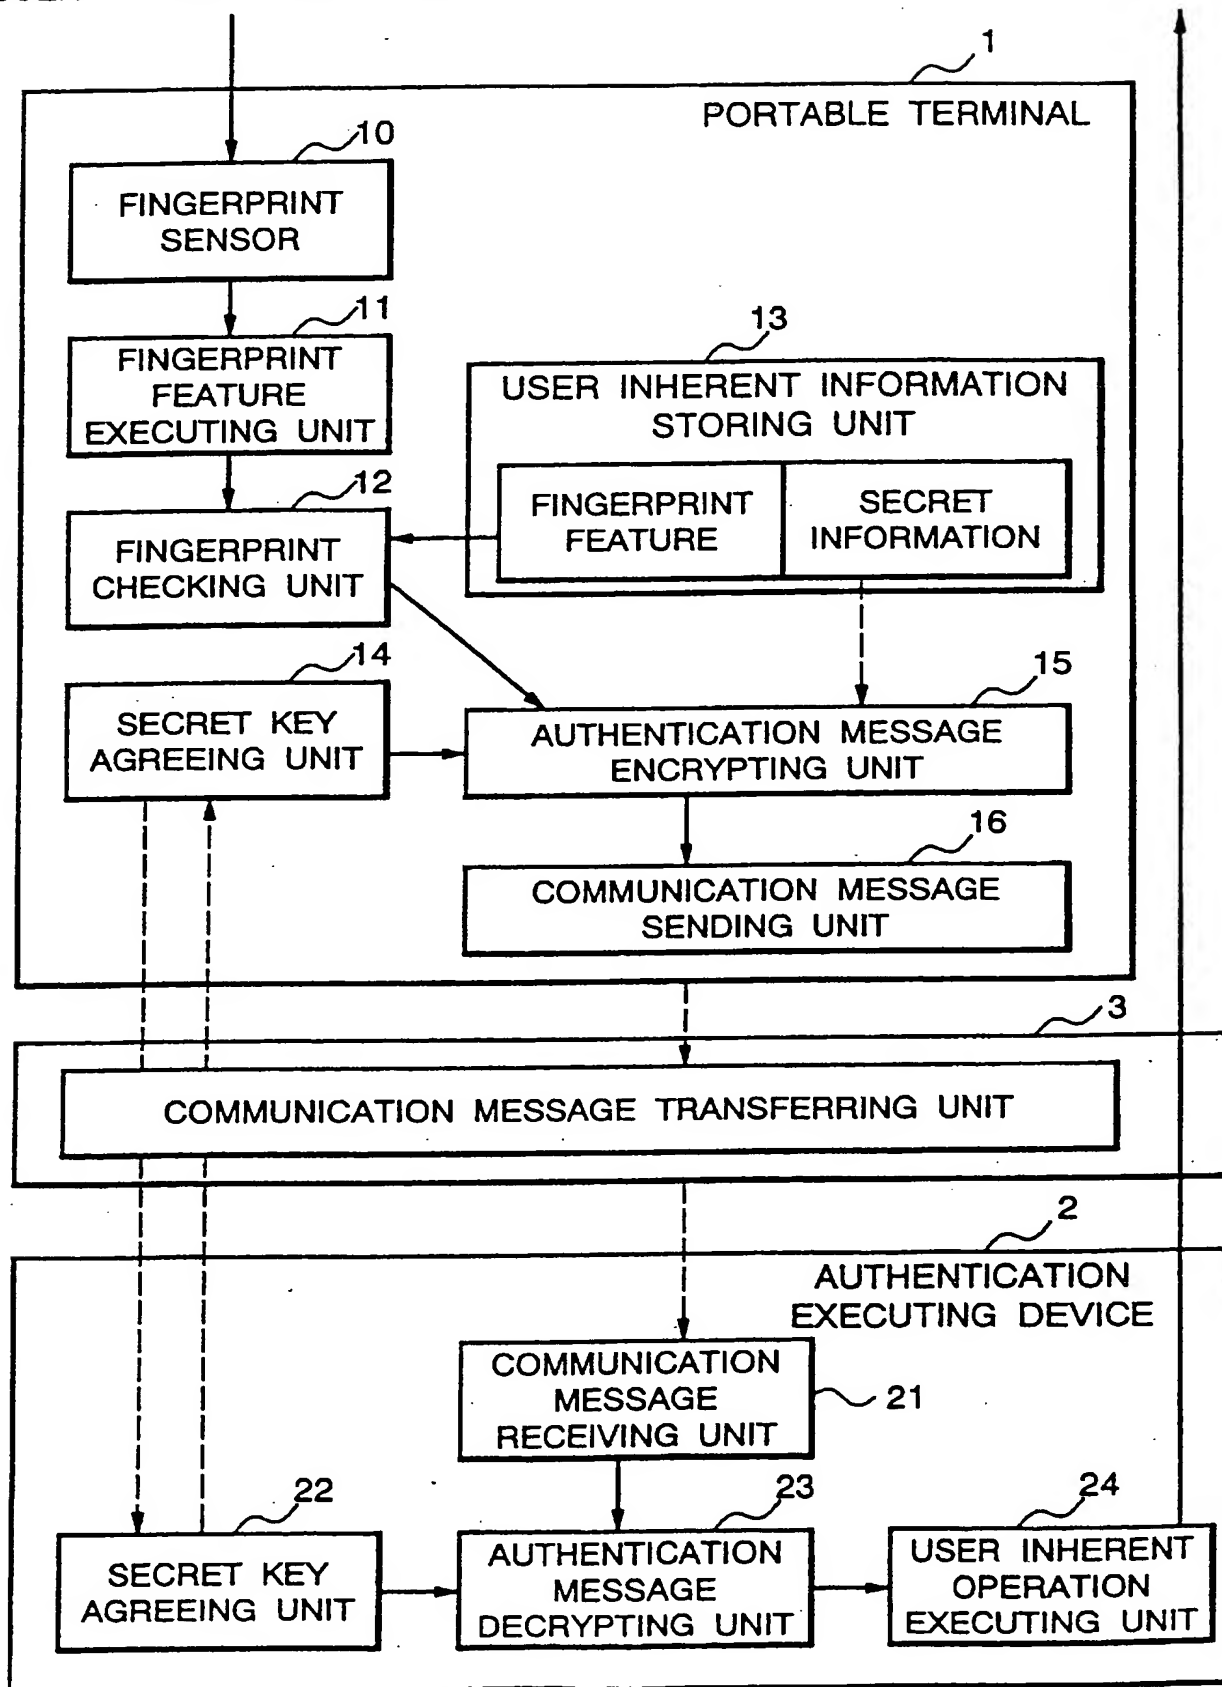 1
PORTABLE TERMINAL
10
FINGERPRINT
SENSOR
11
FINGERPRINT
FEATURE
EXECUTING UNIT
13
USER INHERENT INFORMATION
STORING UNIT
FINGERPRINT
FEATURE
SECRET
INFORMATION
12
FINGERPRINT
CHECKING UNIT
14
SECRET KEY
AGREEING UNIT
15
AUTHENTICATION MESSAGE
ENCRYPTING UNIT
16
COMMUNICATION MESSAGE
SENDING UNIT
3
COMMUNICATION MESSAGE TRANSFERRING UNIT
2
AUTHENTICATION
EXECUTING DEVICE
COMMUNICATION
MESSAGE
RECEIVING UNIT
21
22
SECRET KEY
AGREEING UNIT
23
AUTHENTICATION
MESSAGE
DECRYPTING UNIT
24
USER INHERENT
OPERATION
EXECUTING UNIT